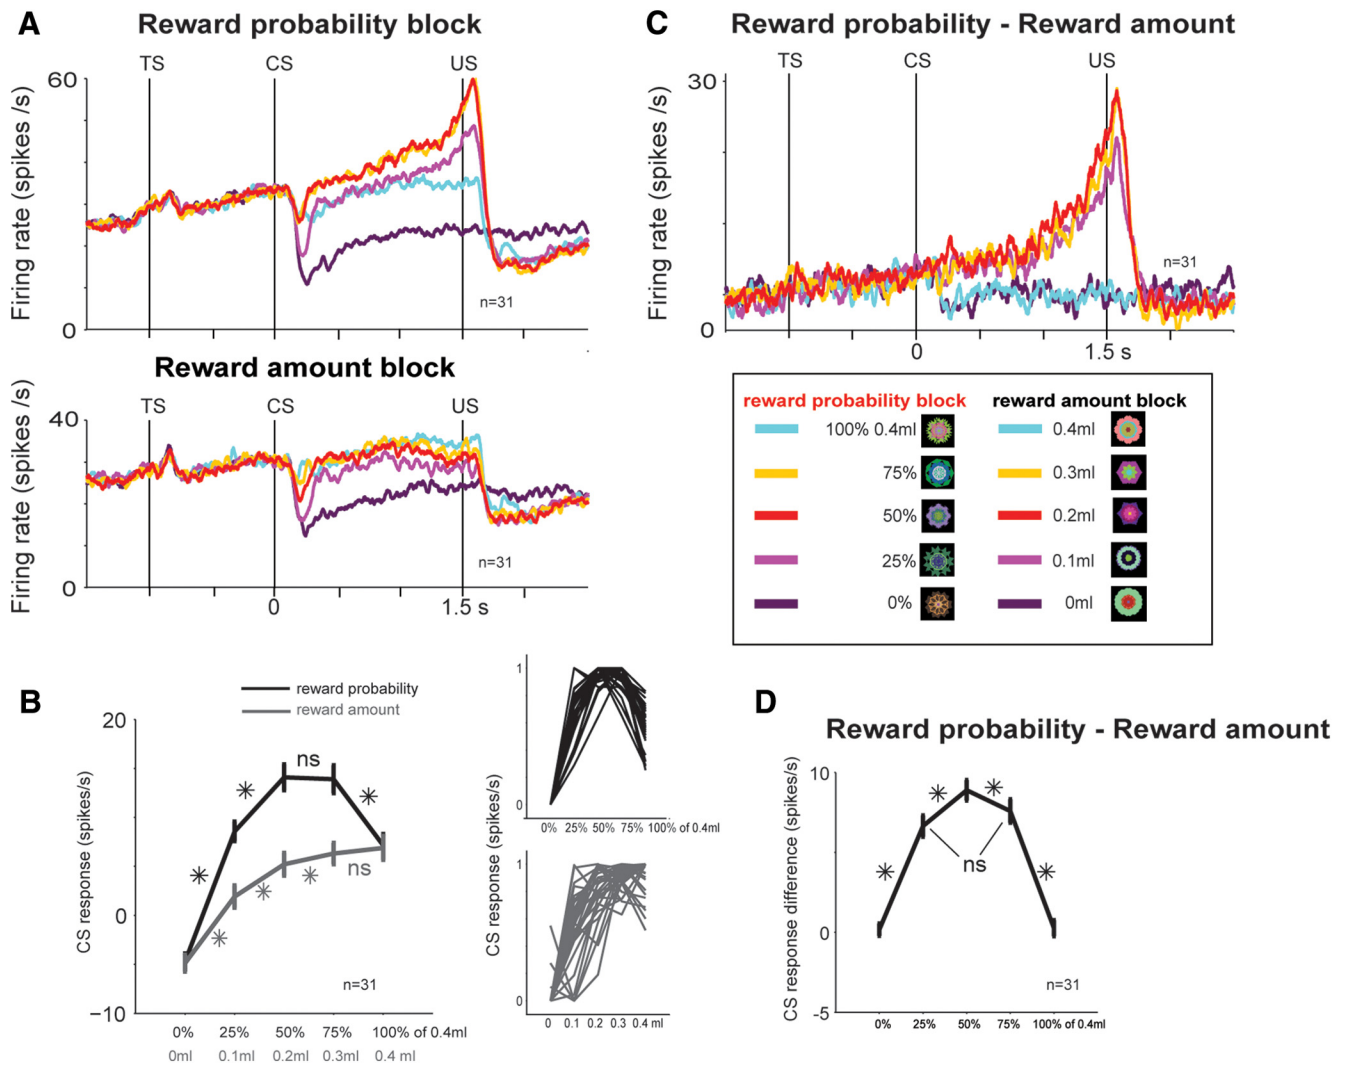 A
Reward probability block
TS CS US
60
Firing rate (spikes /s)
n=31
0
Reward amount block
TS CS US
40
Firing rate (spikes /s)
n=31
0
0 1.5 s
C
Reward probability - Reward amount
TS CS US
30
Firing rate (spikes /s)
n=31
0
0 1.5 s
reward probability block reward amount block
100% 0.4ml 0.4ml
75% 0.3ml
50% 0.2ml
25% 0.1ml
0% 0ml
B
reward probability
reward amount
20
ns
CS response (spikes/s)
ns
0
n=31
−10
0% 25% 50% 75% 100% of 0.4ml
0ml 0.1ml 0.2ml 0.3ml 0.4 ml
CS response (spikes/s)
1
0
0% 25% 50% 75% 100% of 0.4ml
1
0
0 0.1 0.2 0.3 0.4 ml
D
Reward probability - Reward amount
10
CS response difference (spikes/s)
ns
0
n=31
-5
0% 25% 50% 75% 100% of 0.4ml